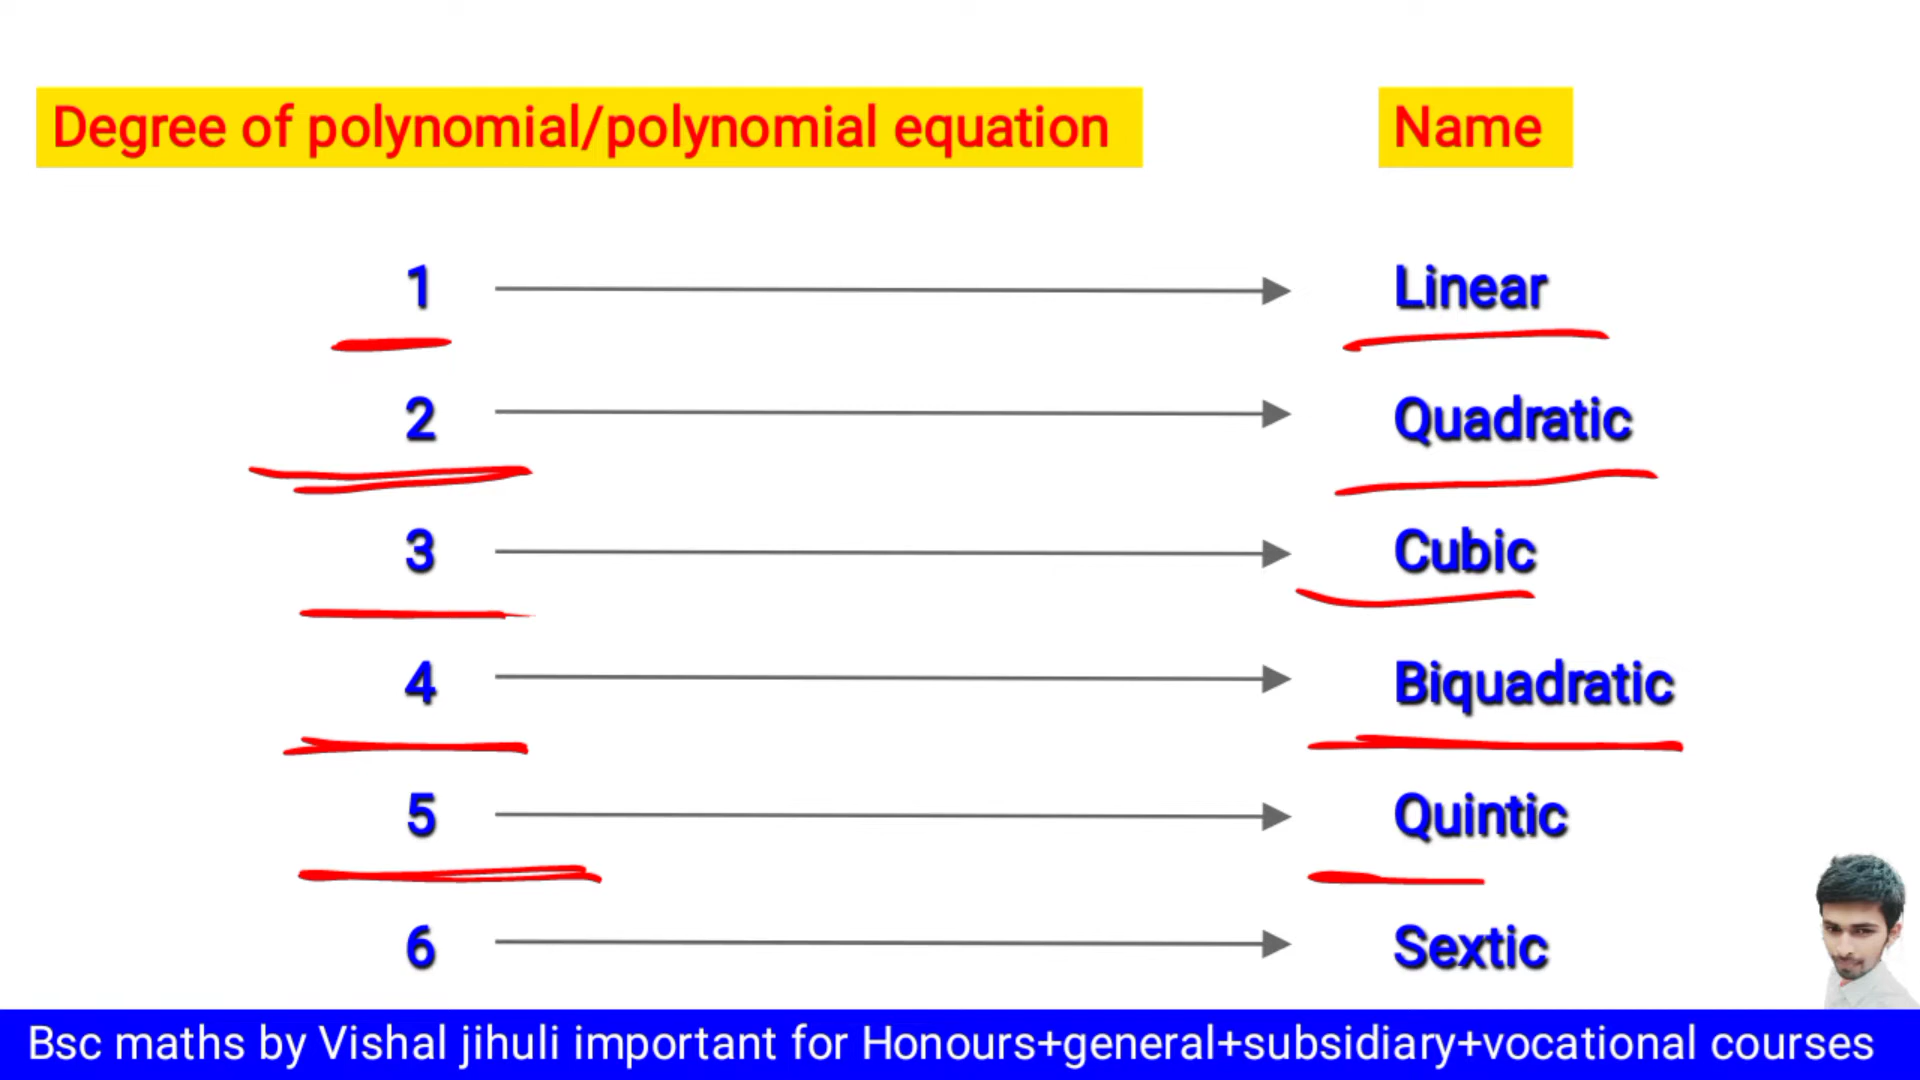 Degree of polynomial/polynomial equation Name
1 Linear
2 Quadratic
3 Cubic
4 Biquadratic
5 Quintic
6 Sextic
Bsc maths by Vishal jihuli important for Honours+general+subsidiary+vocational courses